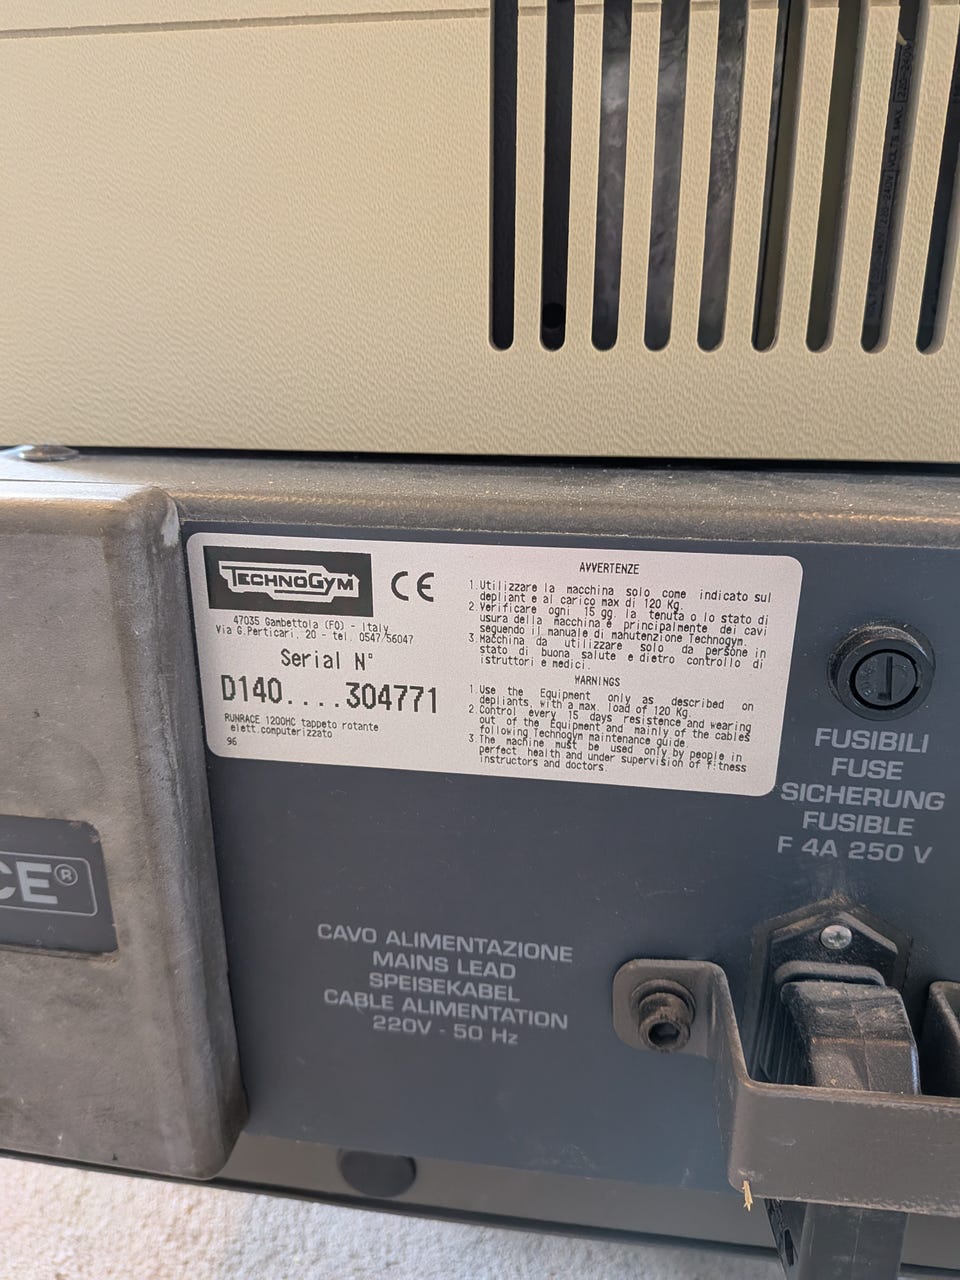 VOLTE MAX. 220-240V
220-240V
TECHNOGYM
CE
47035 Gambettola (FO) - Italy
Via G.Perticari, 20 - tel. 0547/56047
Serial N°
D140....304771
RUNRACE 1200HC tappeto rotante
elett.computerizzato
96
AVVERTENZE
1.Utilizzare la macchina solo come indicato sul
depliant e al carico max di 120 Kg.
2.Verificare ogni 15 gg. la tenuta o lo stato di
usura della macchina e principalmente dei cavi
seguendo il manuale di manutenzione Technogym.
3 Macchina da utilizzare solo da persone in
stato di buona salute e dietro controllo di
istruttori e medici.
WARNINGS
1.Use the Equipment only as described on
depliants, with a max. load of 120 Kg.
2.Control every 15 days resistence and wearing
out of the Equipment and mainly of the cables
following Technogym maintenance guide.
3.The machine must be used only by people in
perfect health and under supervision of fitness
instructors and doctors.
FUSIBILI
FUSE
SICHERUNG
FUSIBLE
F 4A 250 V
CE®
CAVO ALIMENTAZIONE
MAINS LEAD
SPEISEKABEL
CABLE ALIMENTATION
220V - 50 Hz